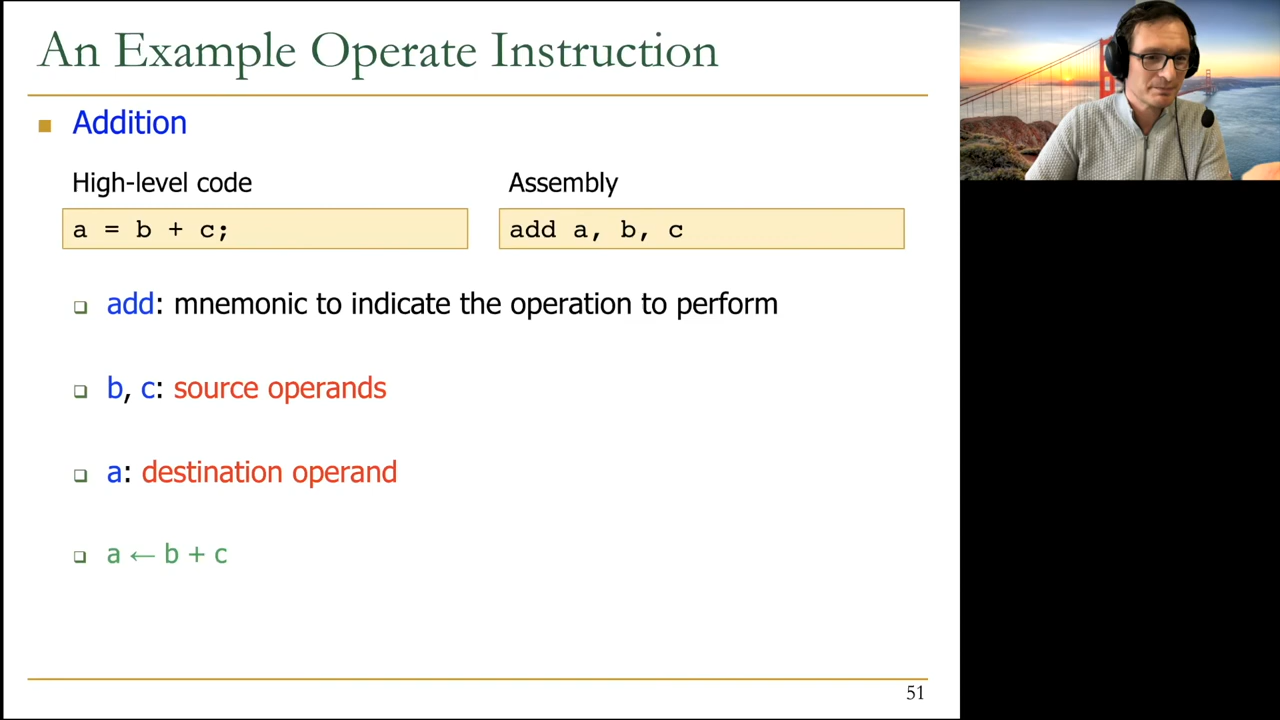 An Example Operate Instruction
Addition
High-level code
Assembly
a = b + c;
add a, b, c
add: mnemonic to indicate the operation to perform
b, c: source operands
a: destination operand
a ← b + c
51